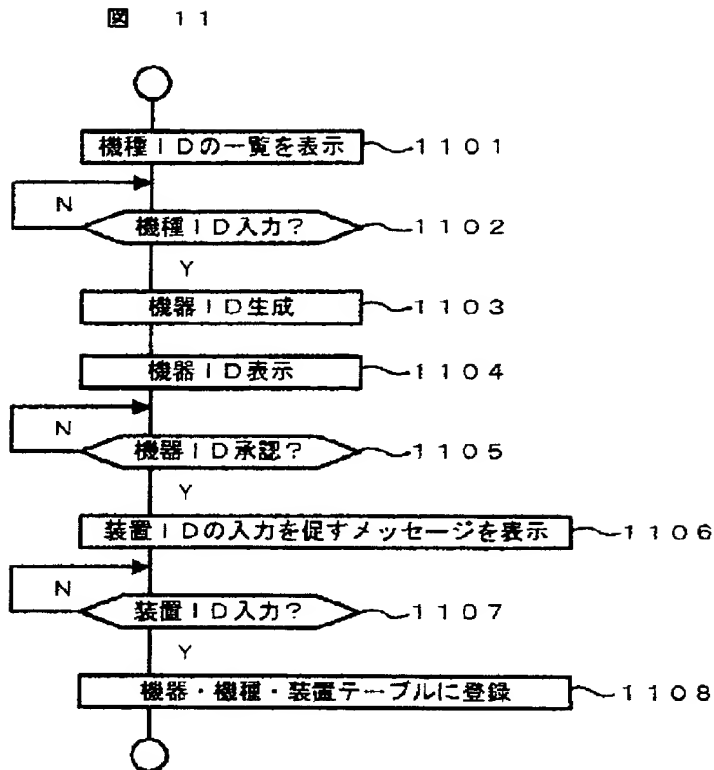 図 11
機種IDの一覧を表示 1101
N
機種ID入力? 1102
Y
機器ID生成 1103
機器ID表示 1104
N
機器ID承認? 1105
Y
装置IDの入力を促すメッセージを表示 1106
N
装置ID入力? 1107
Y
機器・機種・装置テーブルに登録 1108